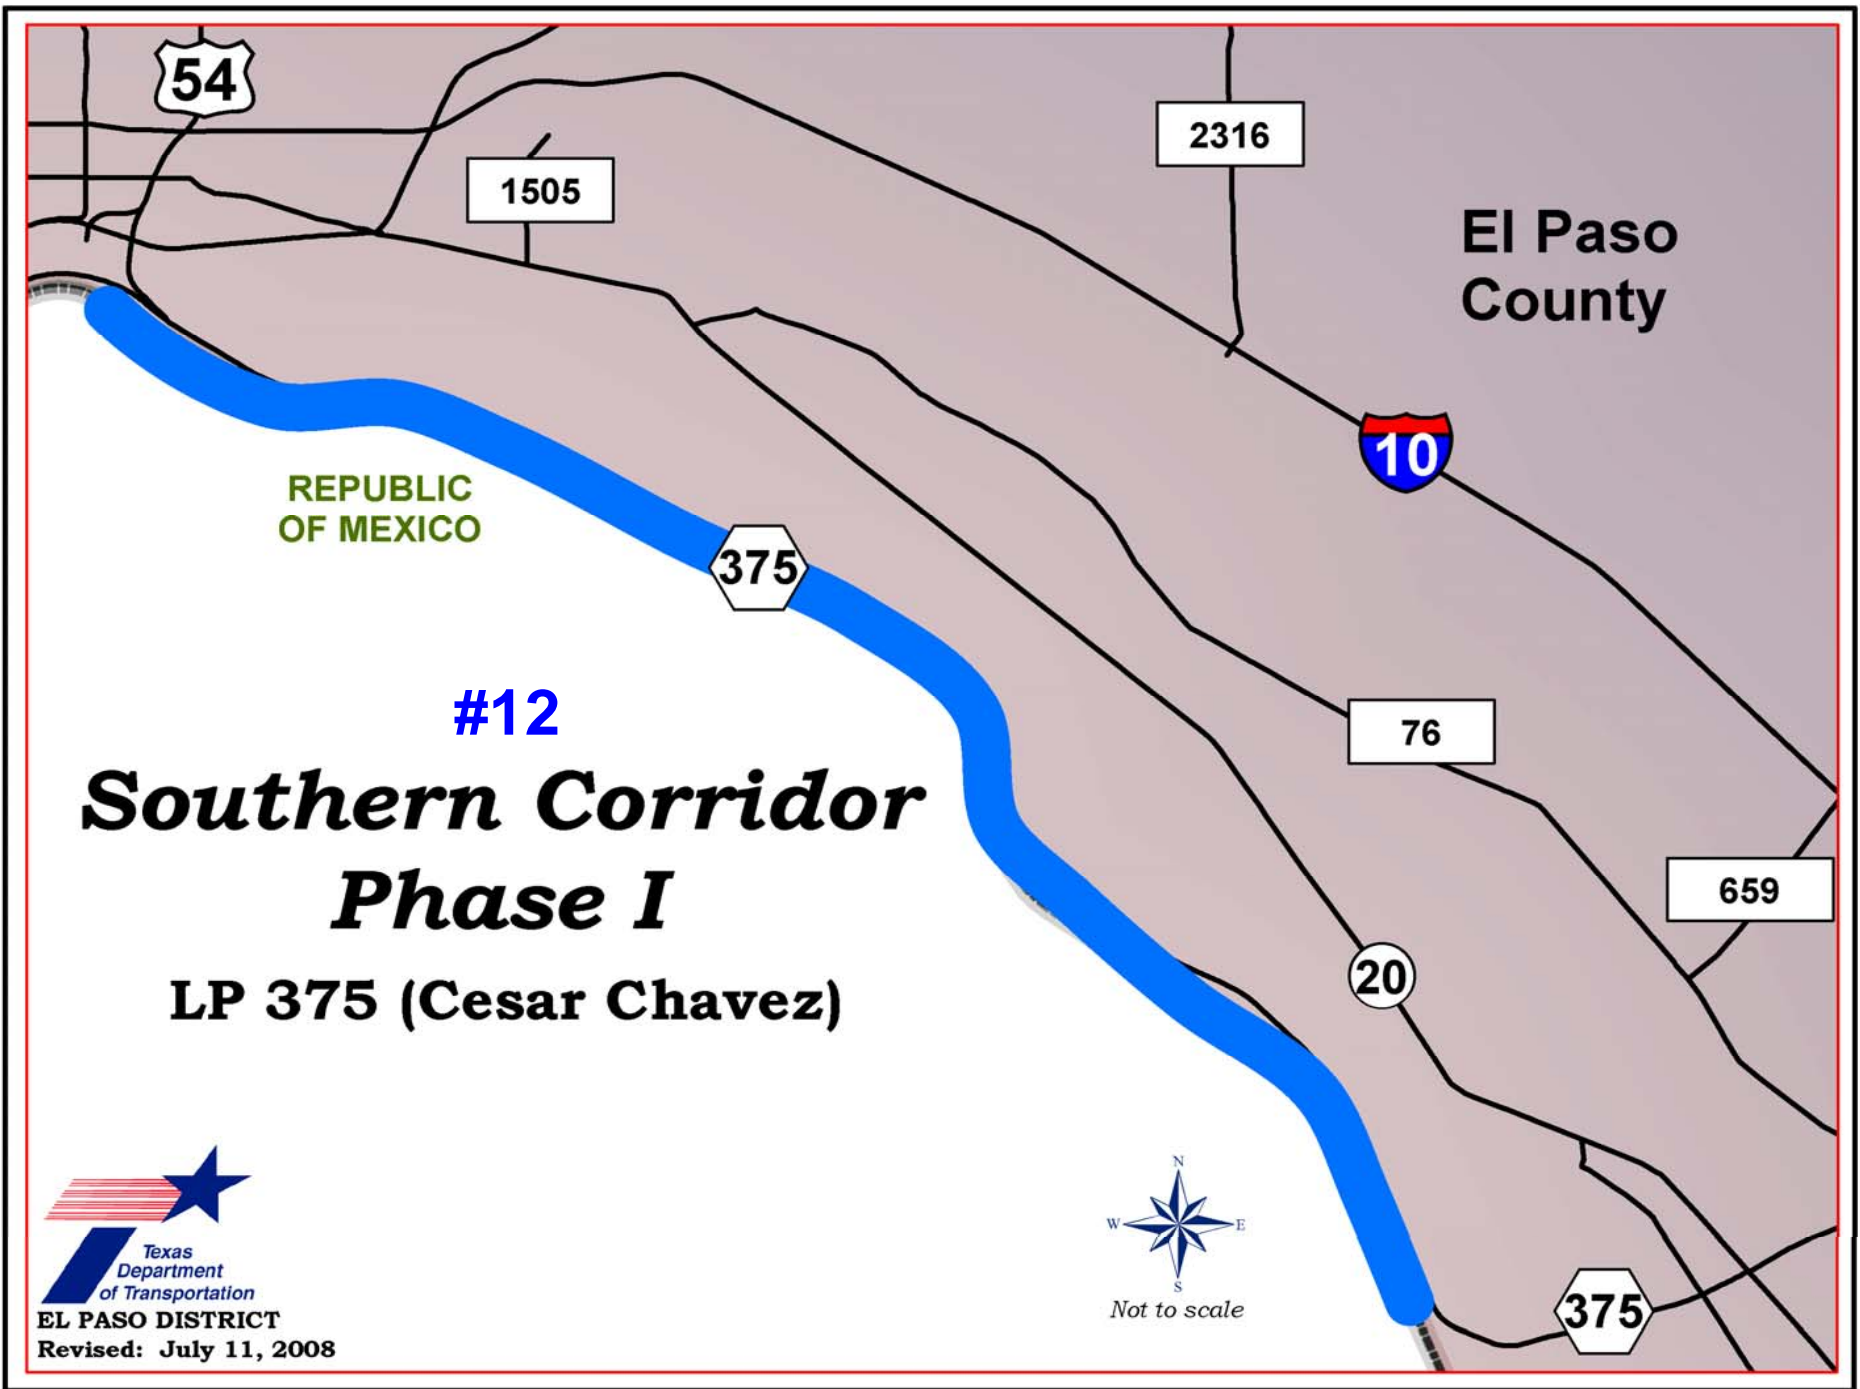 54
2316
1505
El Paso
County
10
REPUBLIC
OF MEXICO
375
#12
Southern Corridor
Phase I
LP 375 (Cesar Chavez)
76
659
20
N
W
E
S
Not to scale
375
Texas
Department
of Transportation
EL PASO DISTRICT
Revised: July 11, 2008